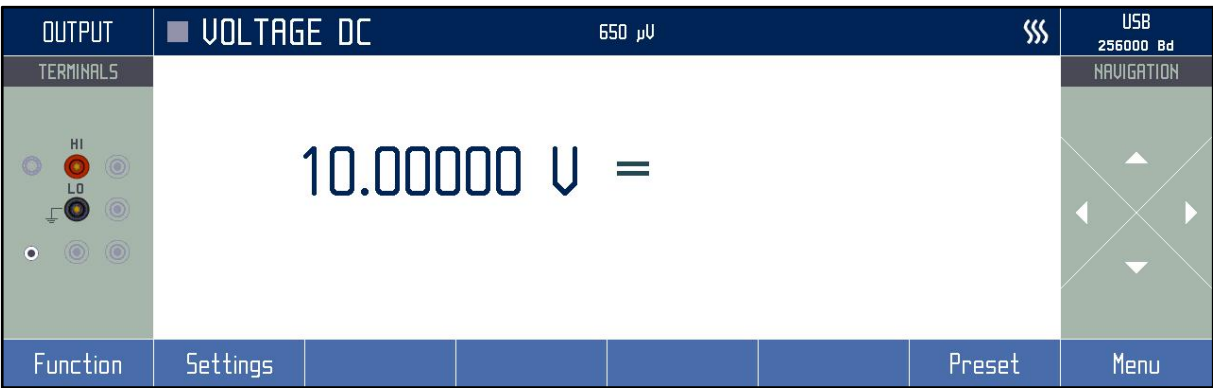 OUTPUT
VOLTAGE DC
650 µV
USB
256000 Bd
TERMINALS
NAVIGATION
HI
LO
10.00000 V =
Function
Settings
Preset
Menu